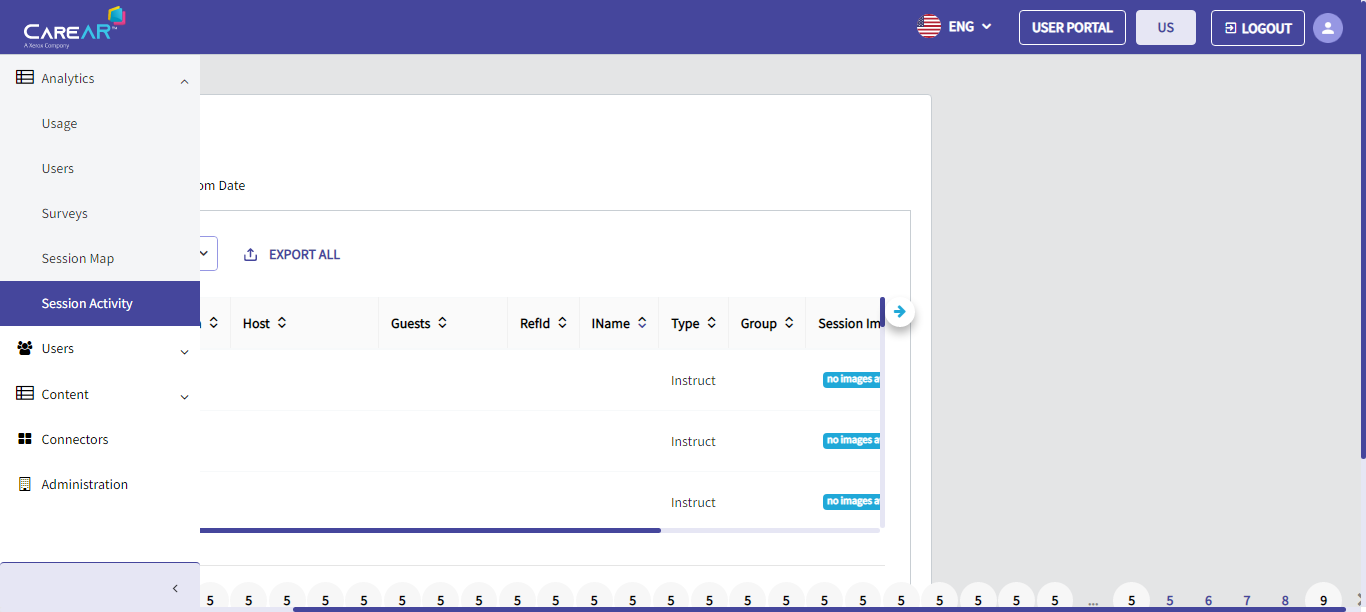 CAREAR™
A Xerox Company
ENG
USER PORTAL
US
LOGOUT
Analytics
Usage
Users
Surveys
Session Map
Session Activity
Users
Content
Connectors
Administration
om Date
EXPORT ALL
Host
Guests
RefId
IName
Type
Group
Session Im
Instruct
no images a
Instruct
no images a
Instruct
no images a
5 5 5 5 5 5 5 5 5 5 5 5 5 5 5 5 5 5 5 5 5 5 5 ... 5 5 6 7 8 9